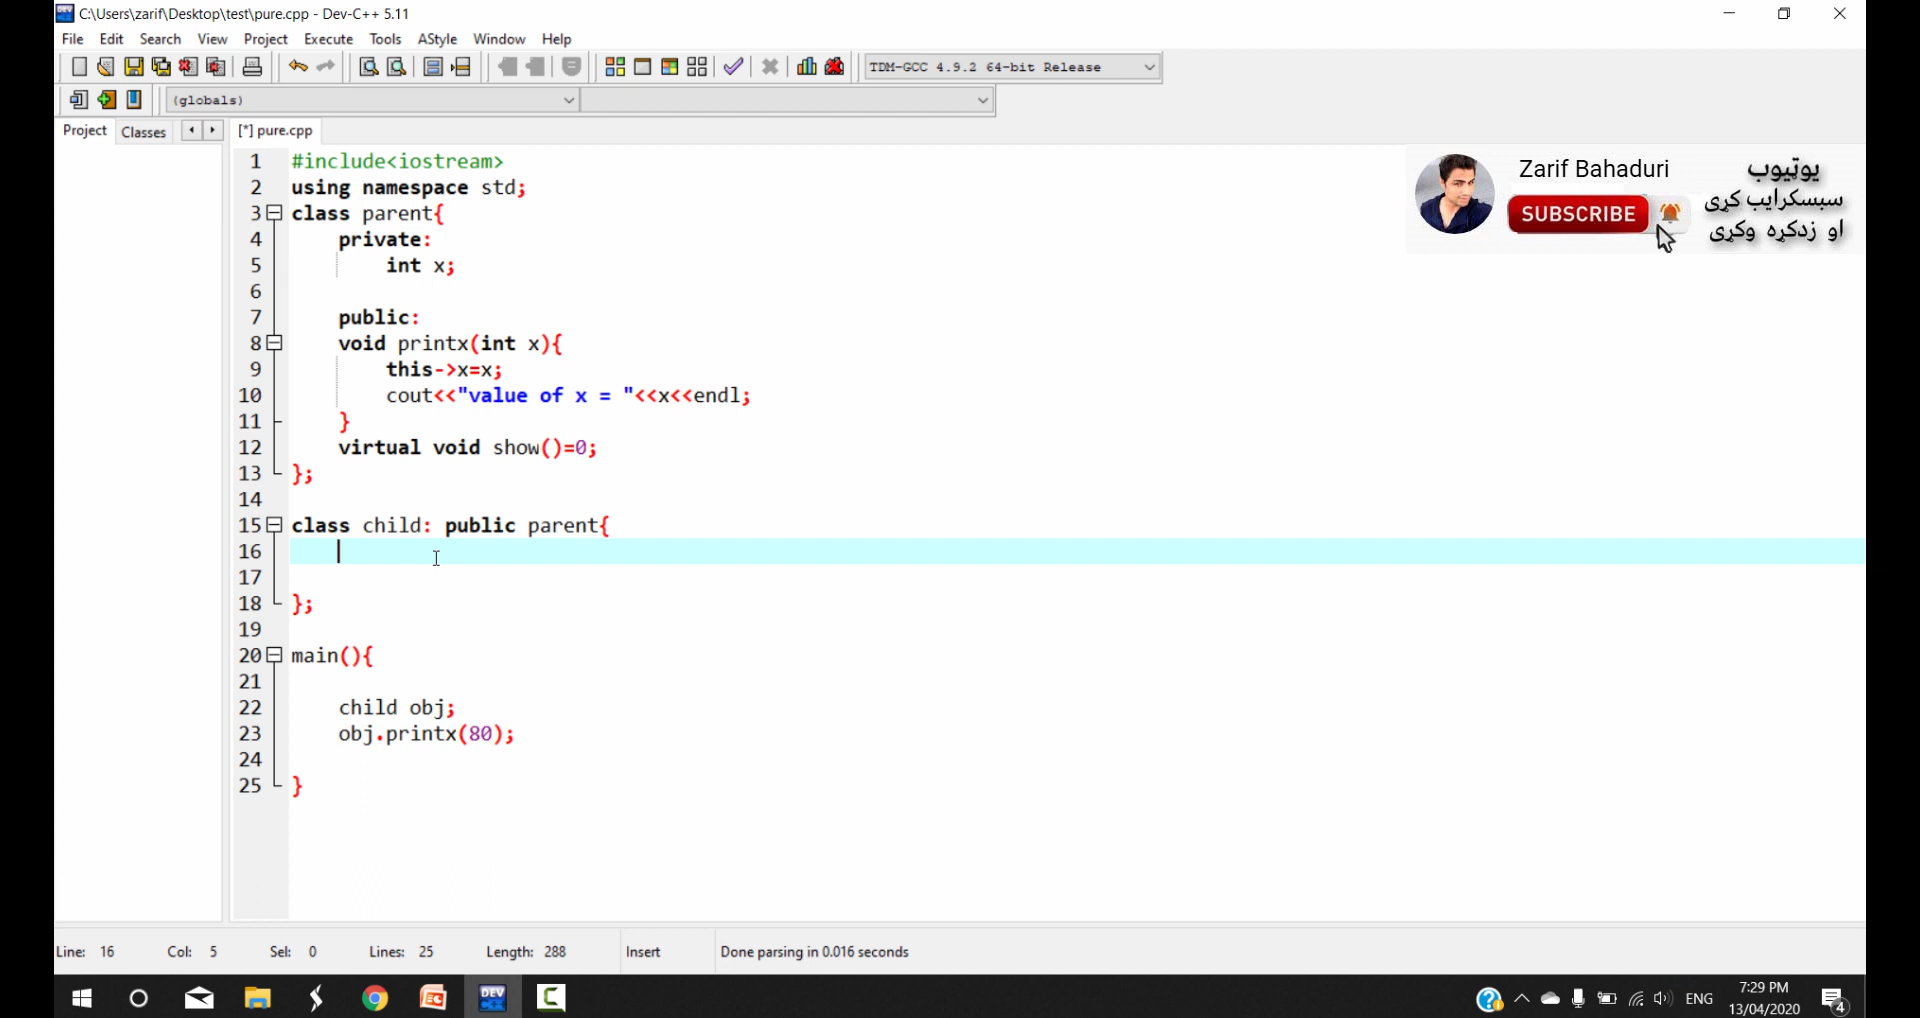 C:\Users\zarif\Desktop\test\pure.cpp - Dev-C++ 5.11
File Edit Search View Project Execute Tools AStyle Window Help
TDM-GCC 4.9.2 64-bit Release
(globals)
Project Classes [*] pure.cpp
1 #include<iostream>
2 using namespace std;
3 class parent{
4 private:
5 int x;
6
7 public:
8 void printx(int x){
9 this->x=x;
10 cout<<"value of x = "<<x<<endl;
11 }
12 virtual void show()=0;
13 };
14
15 class child: public parent{
16
17
18 };
19
20 main(){
21
22 child obj;
23 obj.printx(80);
24
25 }
Zarif Bahaduri
SUBSCRIBE
یوټیوب
سبسکرایب کړی
او زدکړه وکړی
Line: 16 Col: 5 Sel: 0 Lines: 25 Length: 288 Insert Done parsing in 0.016 seconds
DEV
C
ENG
7:29 PM
13/04/2020
4